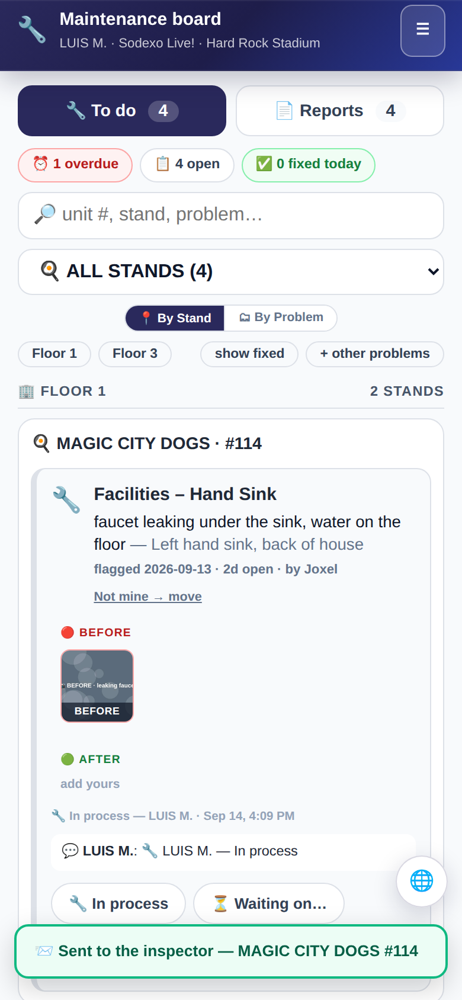 Maintenance board
LUIS M. · Sodexo Live! · Hard Rock Stadium
☰
🔧 To do 4
📄 Reports 4
⏰ 1 overdue
📋 4 open
✅ 0 fixed today
🔎 unit #, stand, problem…
🍳 ALL STANDS (4)
📍 By Stand
🗂 By Problem
Floor 1
Floor 3
show fixed
+ other problems
🏢 FLOOR 1
2 STANDS
🍳 MAGIC CITY DOGS · #114
🔧 Facilities – Hand Sink
faucet leaking under the sink, water on the
floor — Left hand sink, back of house
flagged 2026-09-13 · 2d open · by Joxel
Not mine → move
🔴 BEFORE
BEFORE · leaking
BEFORE
🟢 AFTER
add yours
🔧 In process — LUIS M. · Sep 14, 4:09 PM
💬 LUIS M.: 🔧 LUIS M. — In process
🔧 In process
⏳ Waiting on…
📨 Sent to the inspector — MAGIC CITY DOGS #114